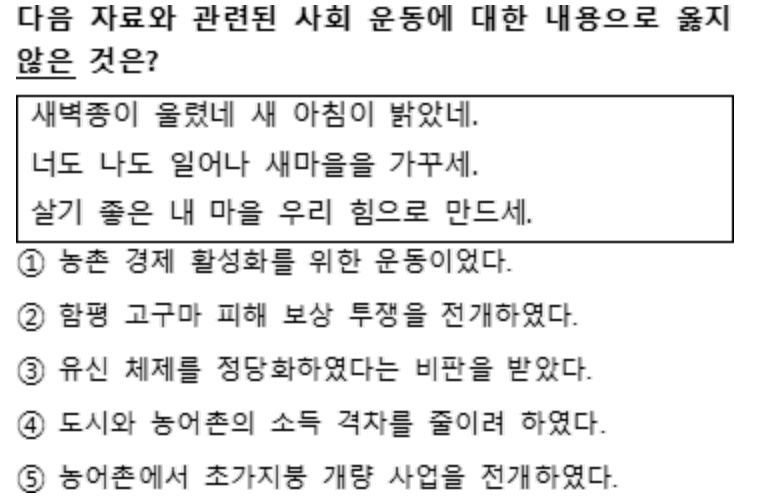 다음 자료와 관련된 사회 운동에 대한 내용으로 옳지
않은 것은?
새벽종이 울렸네 새 아침이 밝았네.
너도 나도 일어나 새마을을 가꾸세.
살기 좋은 내 마을 우리 힘으로 만드세.
① 농촌 경제 활성화를 위한 운동이었다.
② 함평 고구마 피해 보상 투쟁을 전개하였다.
③ 유신 체제를 정당화하였다는 비판을 받았다.
④ 도시와 농어촌의 소득 격차를 줄이려 하였다.
⑤ 농어촌에서 초가지붕 개량 사업을 전개하였다.